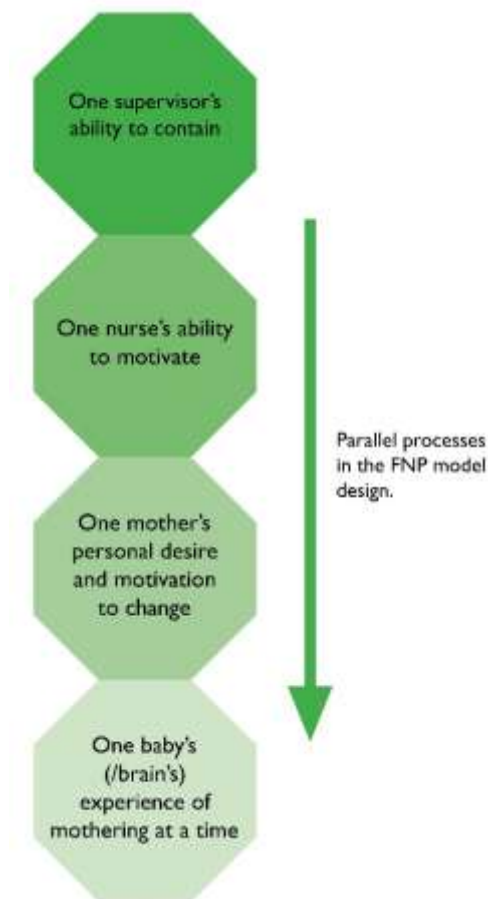 One supervisor's
ability to contain
One nurse's ability
to motivate
Parallel processes
in the FNP model
design.
One mother's
personal desire
and motivation
to change
One baby's
(/brain's)
experience of
mothering at a time